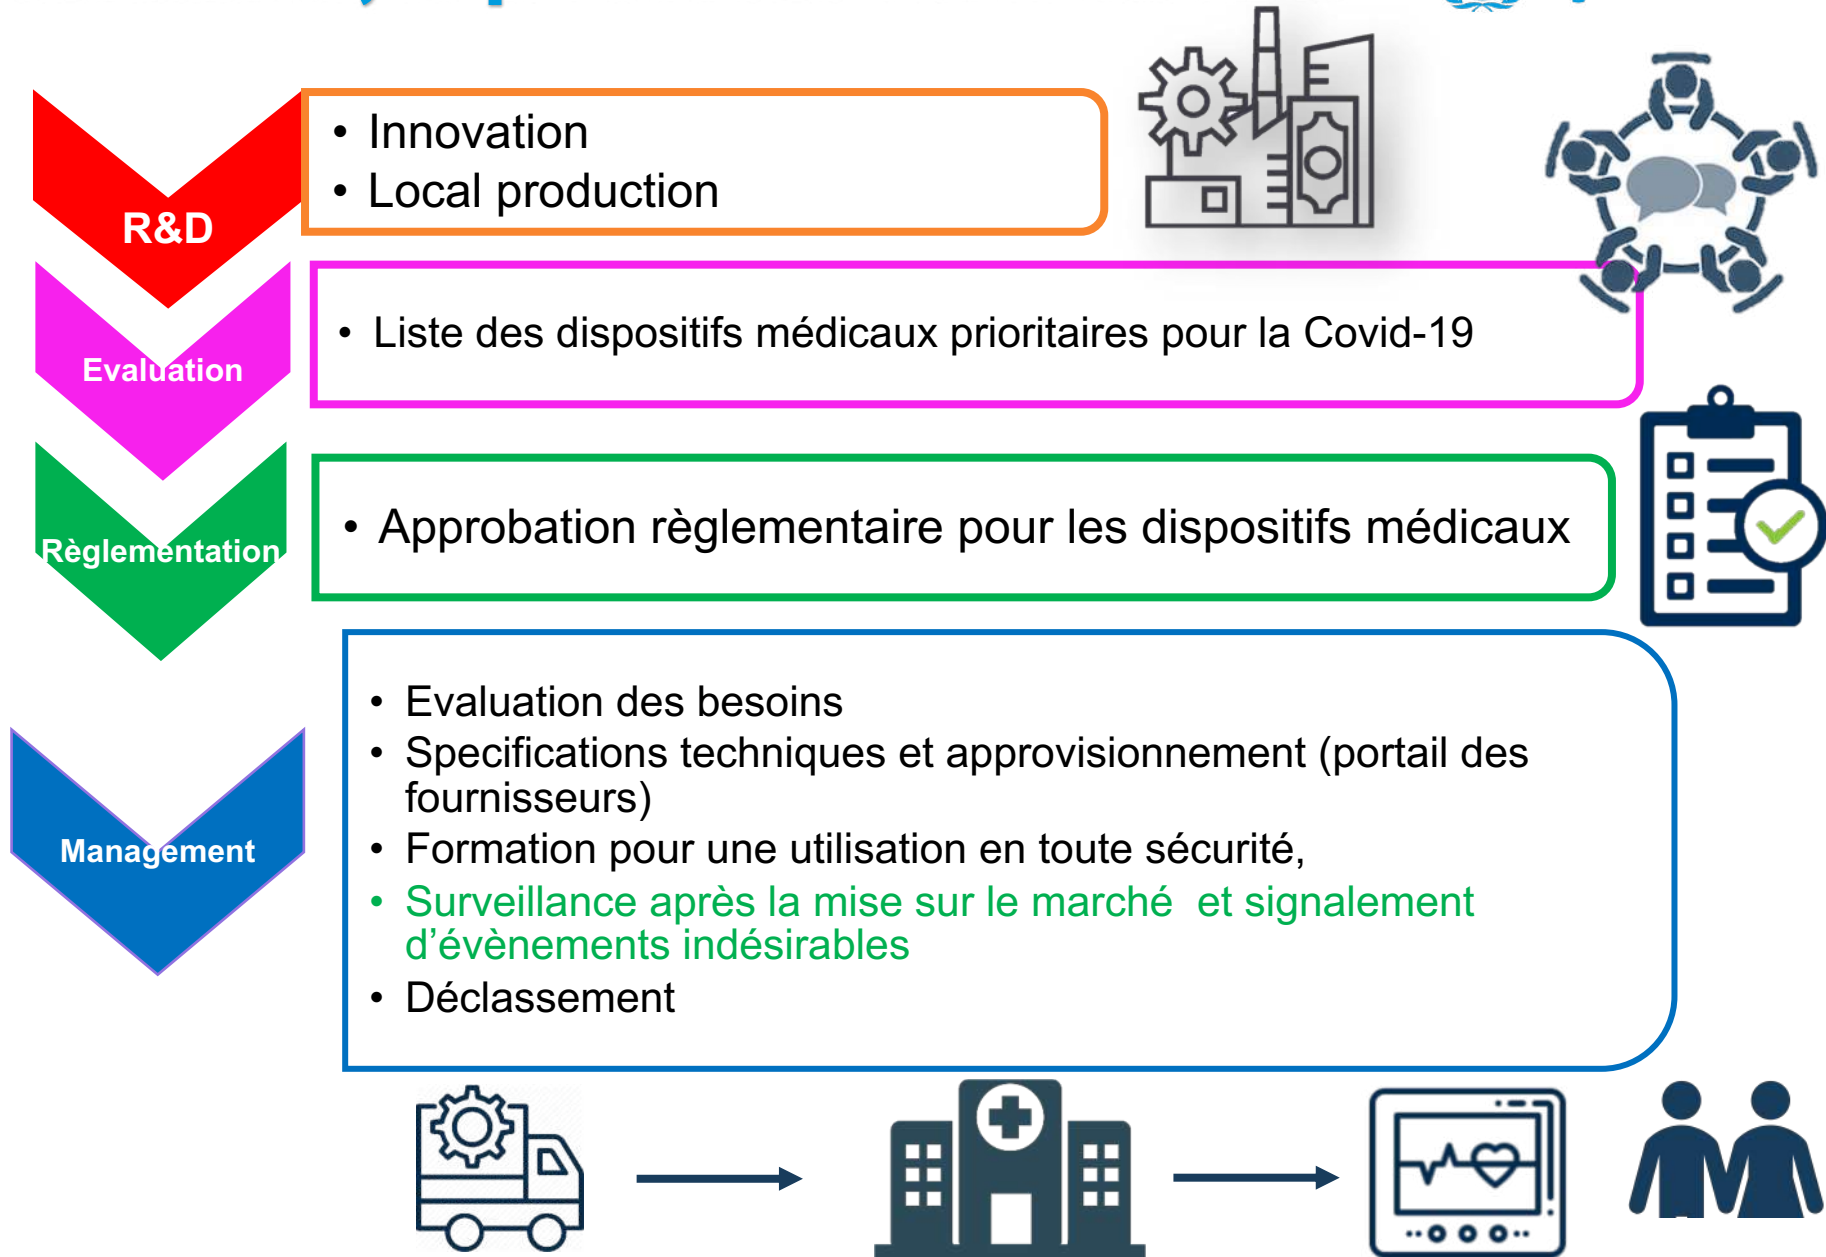 R&D
• Innovation
• Local production
Evaluation
• Liste des dispositifs médicaux prioritaires pour la Covid-19
Règlementation
• Approbation règlementaire pour les dispositifs médicaux
Management
• Evaluation des besoins
• Specifications techniques et approvisionnement (portail des
fournisseurs)
• Formation pour une utilisation en toute sécurité,
• Surveillance après la mise sur le marché  et signalement
d’évènements indésirables
• Déclassement